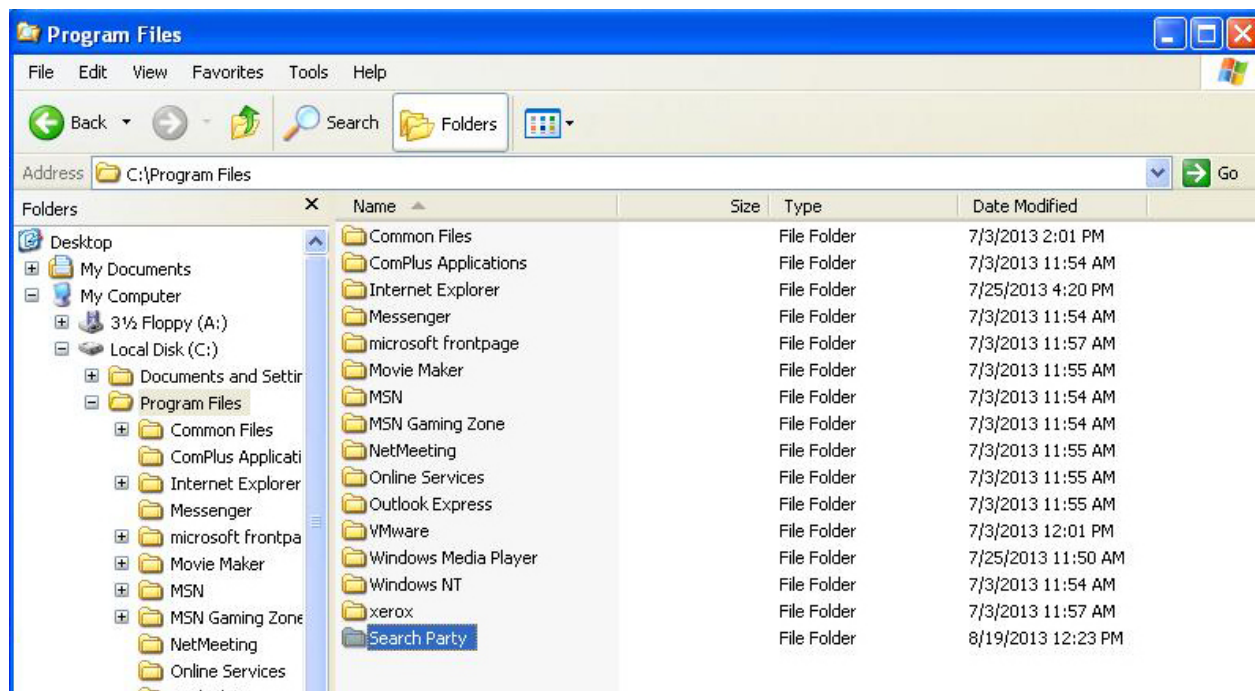 Program Files
File Edit View Favorites Tools Help
Back Search Folders
Address C:\Program Files Go
Folders X Name Size Type Date Modified
Desktop
My Documents
My Computer
3½ Floppy (A:)
Local Disk (C:)
Documents and Settir
Program Files
Common Files
ComPlus Applicati
Internet Explorer
Messenger
microsoft frontpa
Movie Maker
MSN
MSN Gaming Zone
NetMeeting
Online Services
Common Files File Folder 7/3/2013 2:01 PM
ComPlus Applications File Folder 7/3/2013 11:54 AM
Internet Explorer File Folder 7/25/2013 4:20 PM
Messenger File Folder 7/3/2013 11:54 AM
microsoft frontpage File Folder 7/3/2013 11:57 AM
Movie Maker File Folder 7/3/2013 11:55 AM
MSN File Folder 7/3/2013 11:55 AM
MSN Gaming Zone File Folder 7/3/2013 11:54 AM
NetMeeting File Folder 7/3/2013 11:55 AM
Online Services File Folder 7/3/2013 11:55 AM
Outlook Express File Folder 7/3/2013 11:55 AM
VMware File Folder 7/3/2013 12:01 PM
Windows Media Player File Folder 7/25/2013 11:50 AM
Windows NT File Folder 7/3/2013 11:54 AM
xerox File Folder 7/3/2013 11:57 AM
Search Party File Folder 8/19/2013 12:23 PM